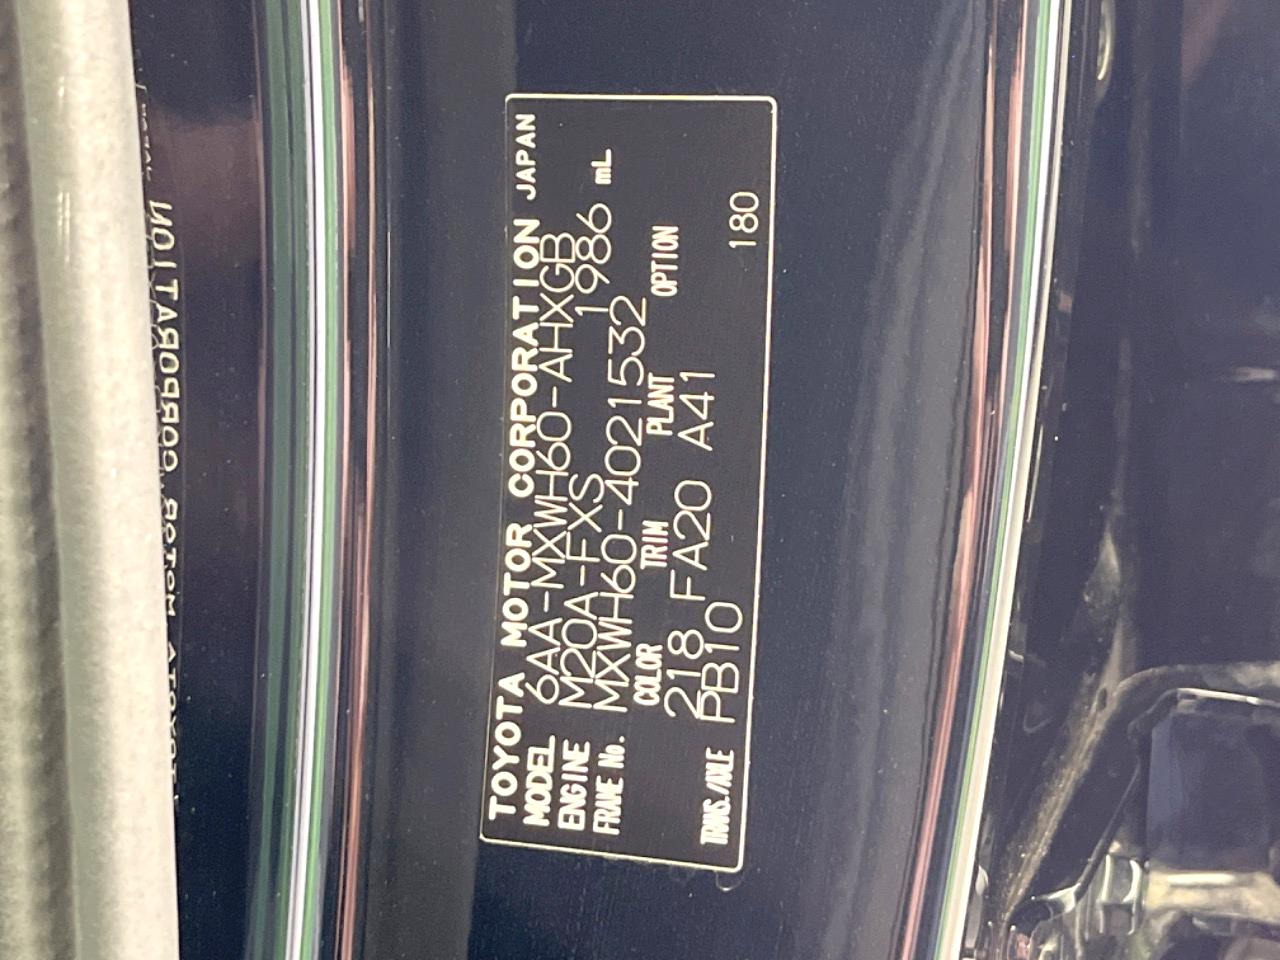 TOYOTA MOTOR CORPORATION JAPAN
MODEL 6AA-MXWH60-AHXGB
ENGINE M20A-FXS 1986 mL
FRAME No. MXWH60-4021532
COLOR TRIM PLANT OPTION
218 FA20 A41
TRANS./AXLE PB10 180